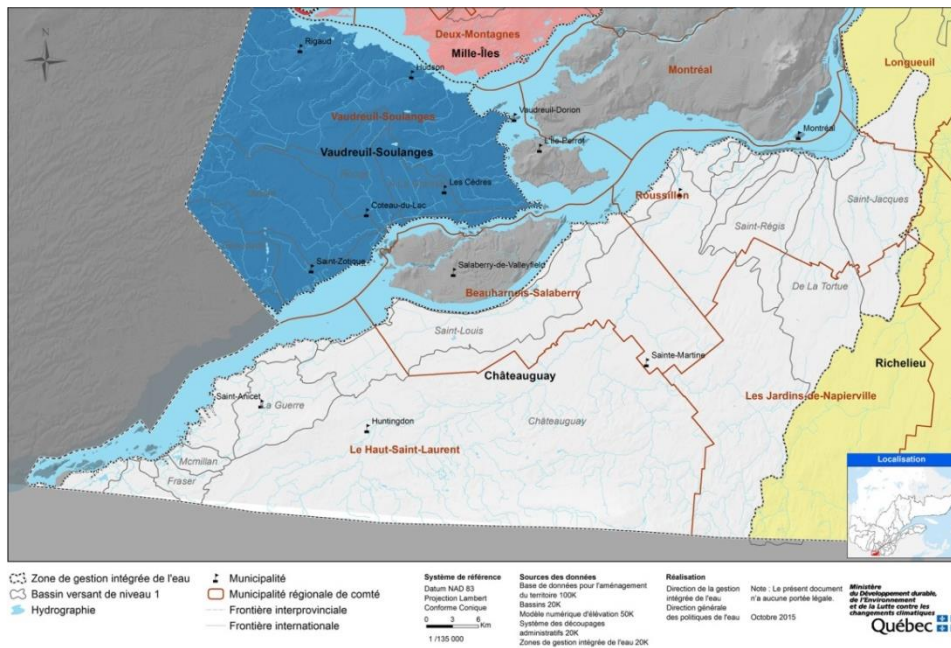 N
Rigaud
Hudson
Deux-Montagnes
Mille-Îles
Montréal
Longueuil
Vaudreuil-Soulanges
Vaudreuil-Dorion
Vaudreuil-Soulanges
L'Île-Perrot
Montréal
Les Cèdres
Coteau-du-Lac
Roussillon
Saint-Jacques
Saint-Régis
Saint-Zotique
Salaberry-de-Valleyfield
Beauharnois-Salaberry
De La Tortue
Saint-Louis
Châteauguay
Sainte-Martine
Richelieu
Saint-Anicet
La Guerre
Les Jardins-de-Napierville
Huntingdon
Châteauguay
Le Haut-Saint-Laurent
Mcmillan
Fraser
Localisation
Zone de gestion intégrée de l'eau
Bassin versant de niveau 1
Hydrographie
Municipalité
Municipalité régionale de comté
Frontière interprovinciale
Frontière internationale
Système de référence
Datum NAD 83
Projection Lambert
Conforme Conique
0 3 6
Km
1 /135 000
Sources des données
Base de données pour l'aménagement
du territoire 100K
Bassins 20K
Modèle numérique d'élévation 50K
Système des découpages
administratifs 20K
Zones de gestion intégrée de l'eau 20K
Réalisation
Direction de la gestion
intégrée de l'eau
Direction générale
des politiques de l'eau
Note : Le présent document
n'a aucune portée légale.
Octobre 2015
Ministère
du Développement durable,
de l'Environnement
et de la Lutte contre les
changements climatiques
Québec